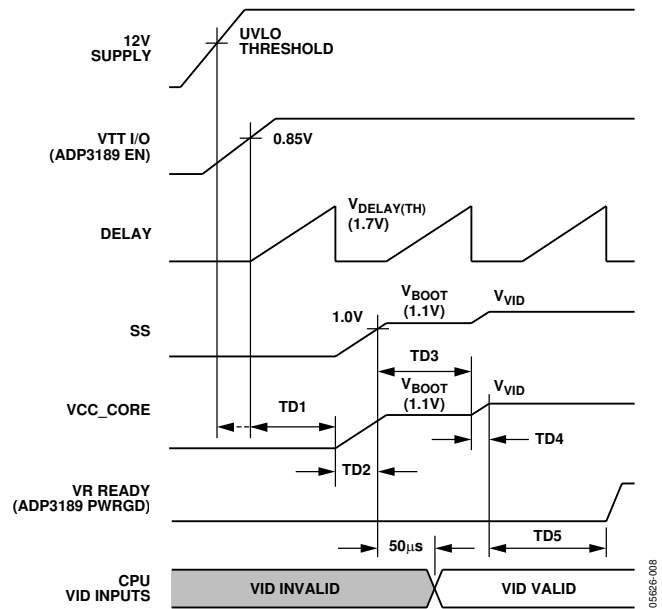 12V
SUPPLY
UVLO
THRESHOLD
VTT I/O
(ADP3189 EN)
0.85V
DELAY
VDELAY(TH)
(1.7V)
SS
1.0V
VBOOT
(1.1V)
VVID
TD3
VCC_CORE
TD1
VBOOT
(1.1V)
VVID
TD4
TD2
VR READY
(ADP3189 PWRGD)
50μs
TD5
CPU
VID INPUTS
VID INVALID
VID VALID
05626-008